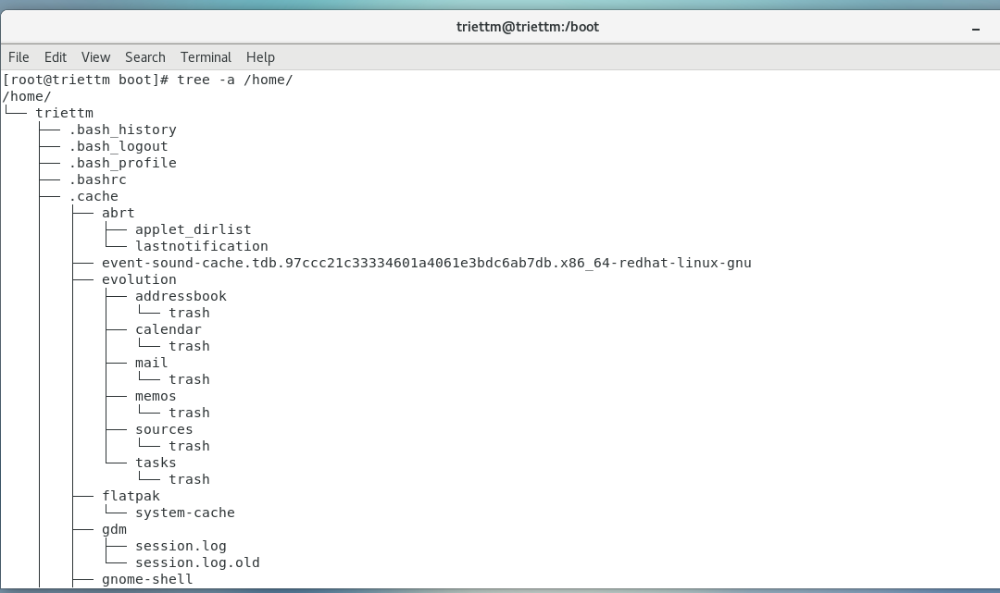 triettm@triettm:/boot
File Edit View Search Terminal Help
[root@triettm boot]# tree -a /home/
/home/
└── triettm
    ├── .bash_history
    ├── .bash_logout
    ├── .bash_profile
    ├── .bashrc
    ├── .cache
    │   ├── abrt
    │   │   ├── applet_dirlist
    │   │   └── lastnotification
    │   ├── event-sound-cache.tdb.97ccc21c33334601a4061e3bdc6ab7db.x86_64-redhat-linux-gnu
    │   ├── evolution
    │   │   ├── addressbook
    │   │   │   └── trash
    │   │   ├── calendar
    │   │   │   └── trash
    │   │   ├── mail
    │   │   │   └── trash
    │   │   ├── memos
    │   │   │   └── trash
    │   │   ├── sources
    │   │   │   └── trash
    │   │   └── tasks
    │   │       └── trash
    │   ├── flatpak
    │   │   └── system-cache
    │   ├── gdm
    │   │   ├── session.log
    │   │   └── session.log.old
    │   ├── gnome-shell